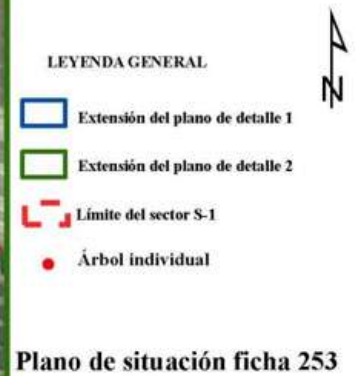 N
LEYENDA GENERAL
Extensión del plano de detalle 1
Extensión del plano de detalle 2
Límite del sector S-1
Árbol individual
Plano de situación ficha 253